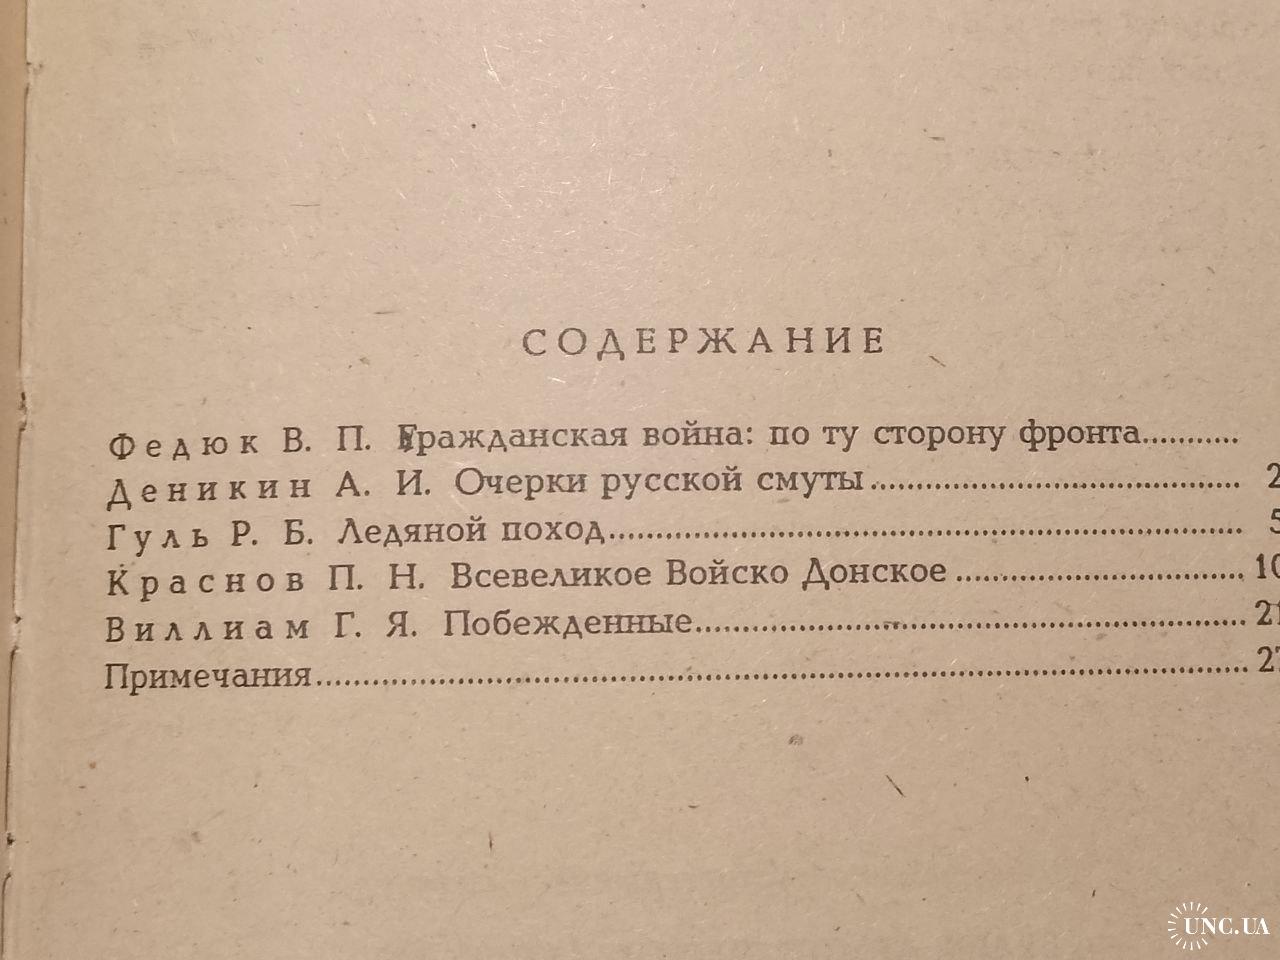 СОДЕРЖАНИЕ
Федюк В. П. Гражданская война: по ту сторону фронта...........
Деникин А. И. Очерки русской смуты........................................
Гуль Р. Б. Ледяной поход....................................................................
Краснов П. Н. Всевеликое Войско Донское ...............................
Виллиам Г. Я. Побежденные............................................................
Примечания........................................................................................................
UNC.UA